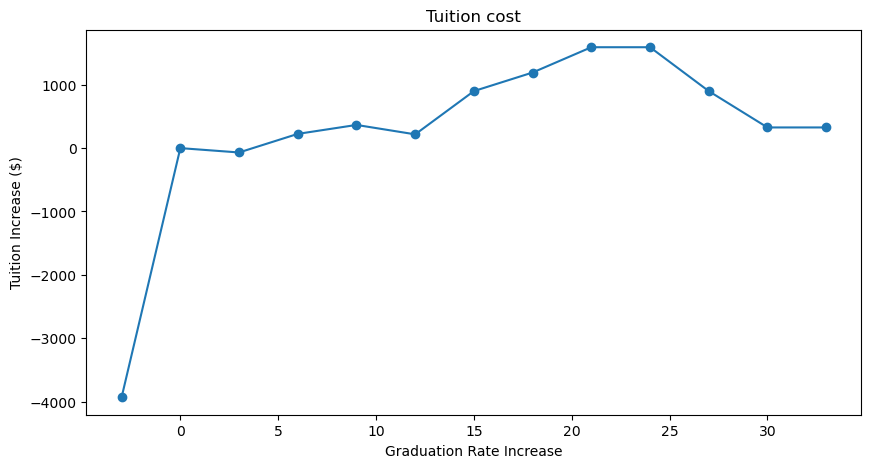 Tuition cost
Tuition Increase ($)
1000
0
−1000
−2000
−3000
−4000
0 5 10 15 20 25 30
Graduation Rate Increase